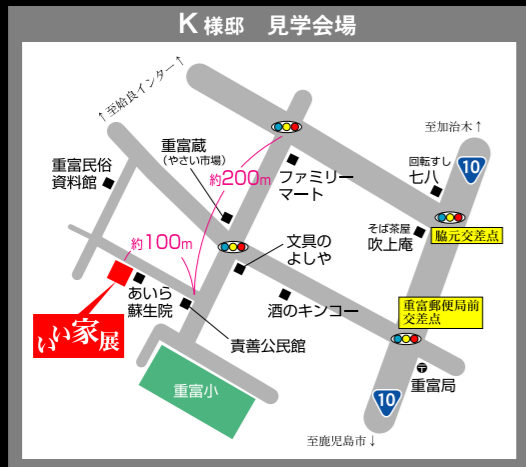 K様邸 見学会場
↑至姶良インター↑
至加治木↑
重富蔵
(やさい市場)
約200m
ファミリー
マート
回転すし
七八
10
重富民俗
資料館
そば茶屋
吹上庵
脇元交差点
約100m
文具の
よしや
あいら
蘇生院
酒のキンコー
重富郵便局前
交差点
いい家展
責善公民館
重富小
〒
重富局
10
至鹿児島市↓